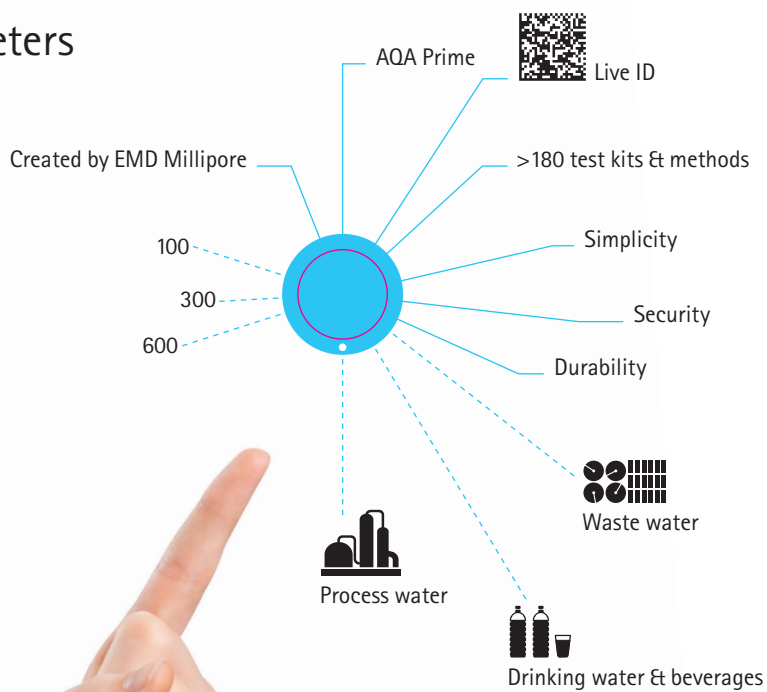 AQA Prime
Live ID
Created by EMD Millipore
>180 test kits & methods
100
Simplicity
300
Security
600
Durability
Waste water
Process water
Drinking water & beverages